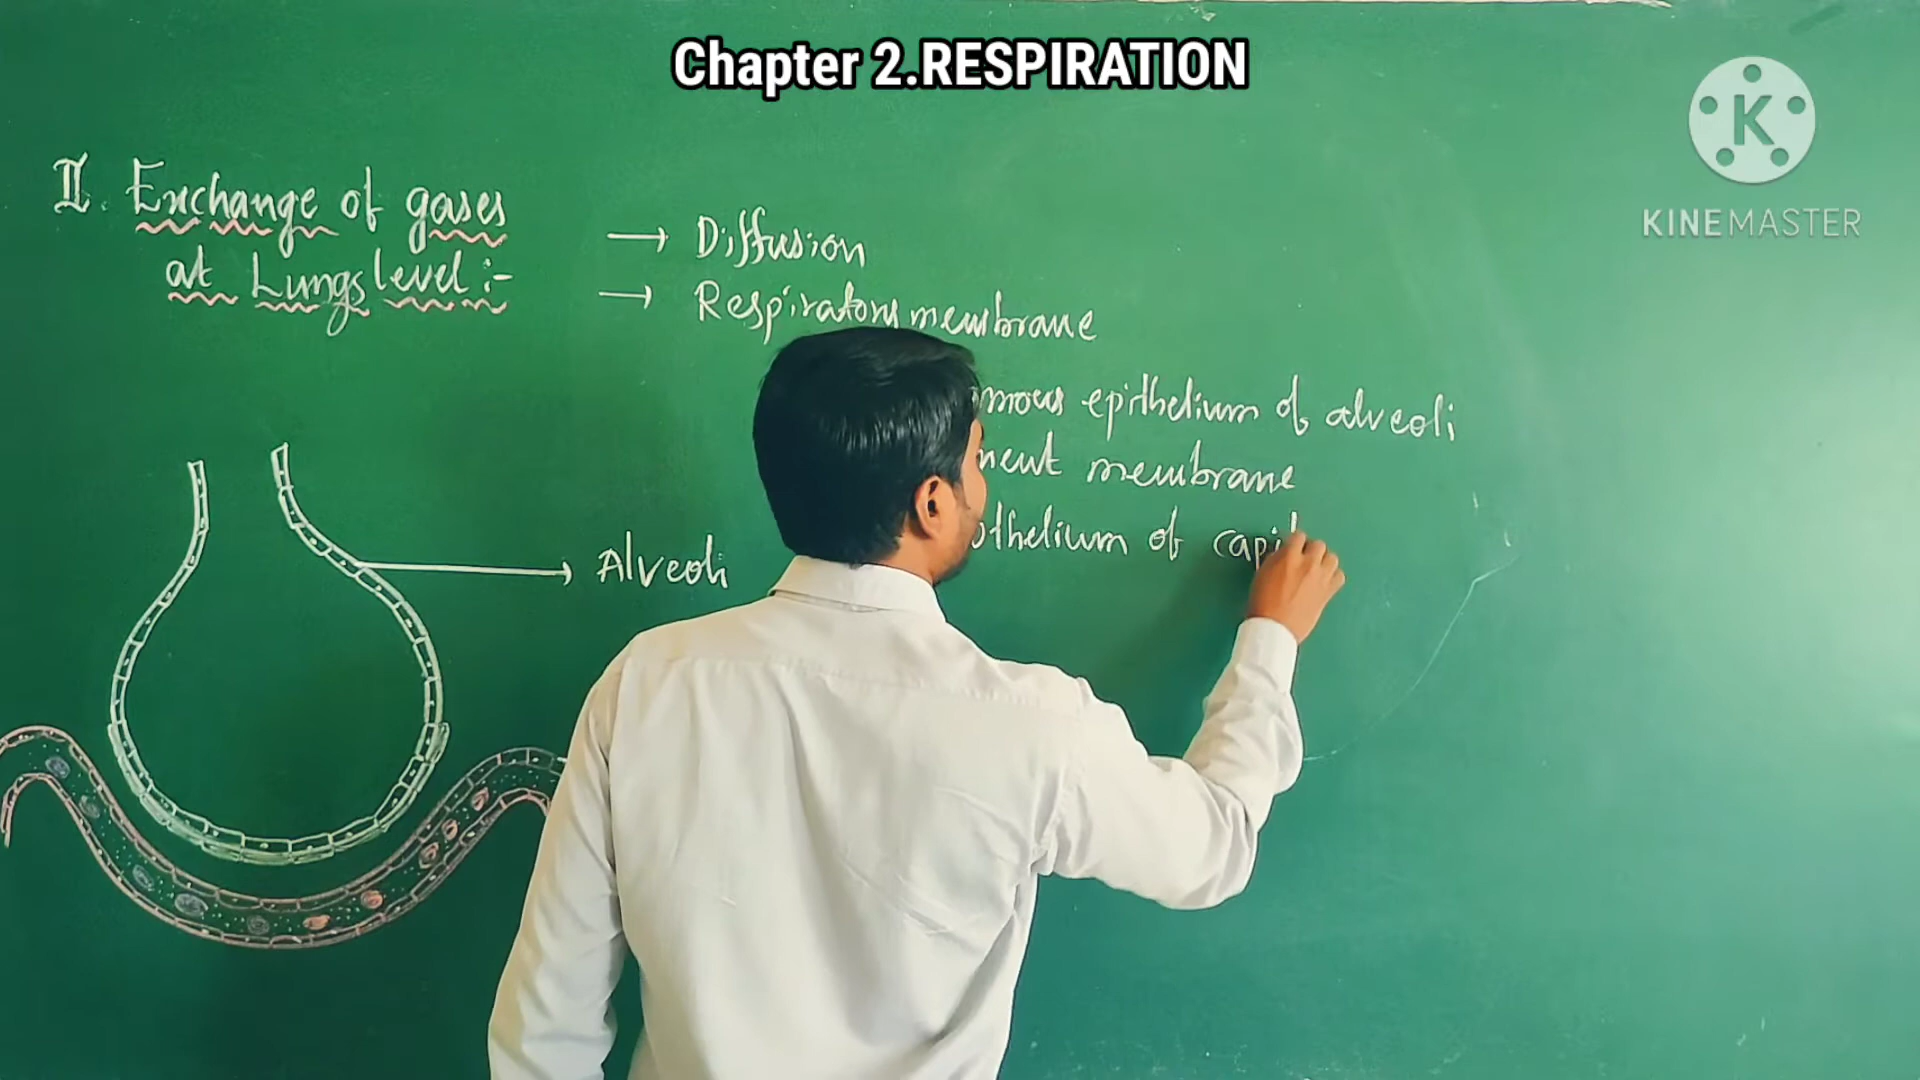 Chapter 2.RESPIRATION
KINEMASTER
II. Exchange of gases
at Lungs level :-
→ Diffusion
→ Respiratory membrane
epithelium of alveoli
membrane
of
Alveoli